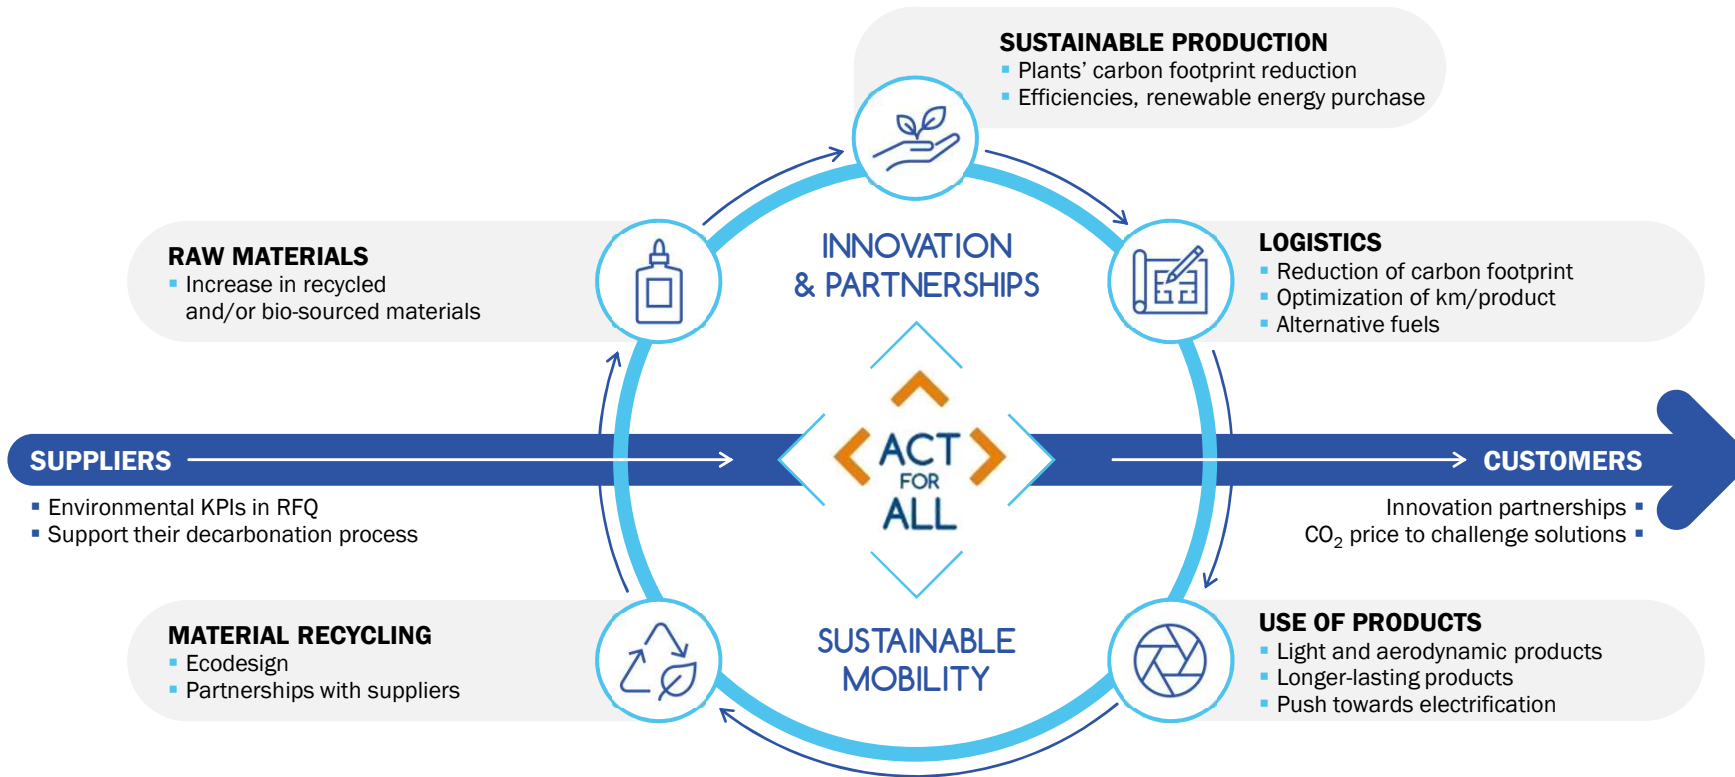 SUSTAINABLE PRODUCTION
▪ Plants’ carbon footprint reduction
▪ Efficiencies, renewable energy purchase
RAW MATERIALS
▪ Increase in recycled
and/or bio-sourced materials
INNOVATION
& PARTNERSHIPS
LOGISTICS
▪ Reduction of carbon footprint
▪ Optimization of km/product
▪ Alternative fuels
SUPPLIERS
▪ Environmental KPIs in RFQ
▪ Support their decarbonation process
ACT
FOR
ALL
CUSTOMERS
Innovation partnerships ▪
CO₂ price to challenge solutions ▪
MATERIAL RECYCLING
▪ Ecodesign
▪ Partnerships with suppliers
SUSTAINABLE
MOBILITY
USE OF PRODUCTS
▪ Light and aerodynamic products
▪ Longer-lasting products
▪ Push towards electrification